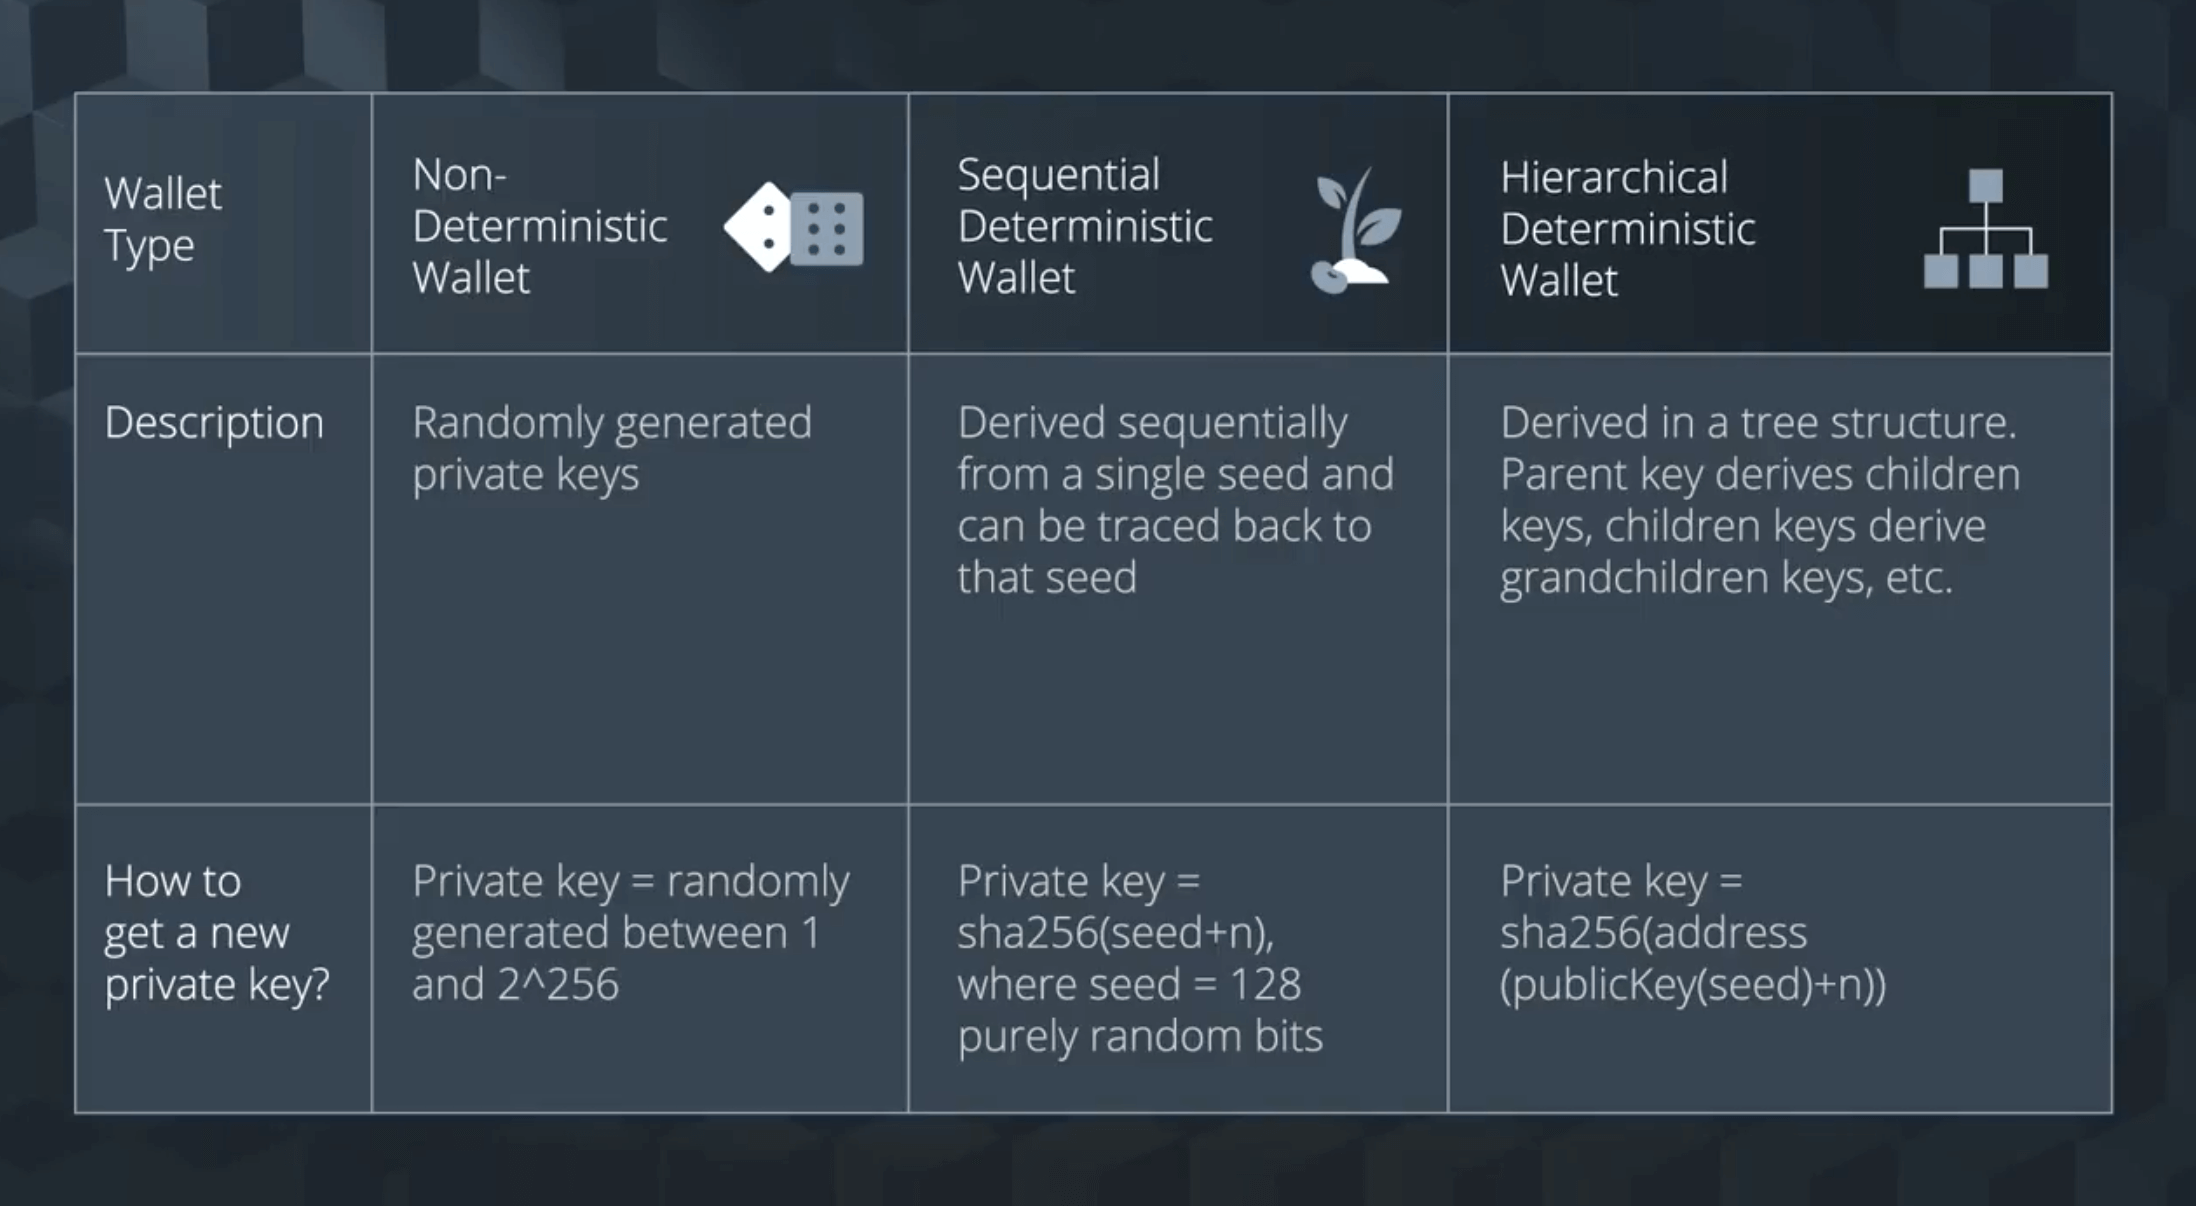 Wallet
Type
Non-
Deterministic
Wallet
Sequential
Deterministic
Wallet
Hierarchical
Deterministic
Wallet
Description
Randomly generated
private keys
Derived sequentially
from a single seed and
can be traced back to
that seed
Derived in a tree structure.
Parent key derives children
keys, children keys derive
grandchildren keys, etc.
How to
get a new
private key?
Private key = randomly
generated between 1
and 2^256
Private key =
sha256(seed+n),
where seed = 128
purely random bits
Private key =
sha256(address
(publicKey(seed)+n))